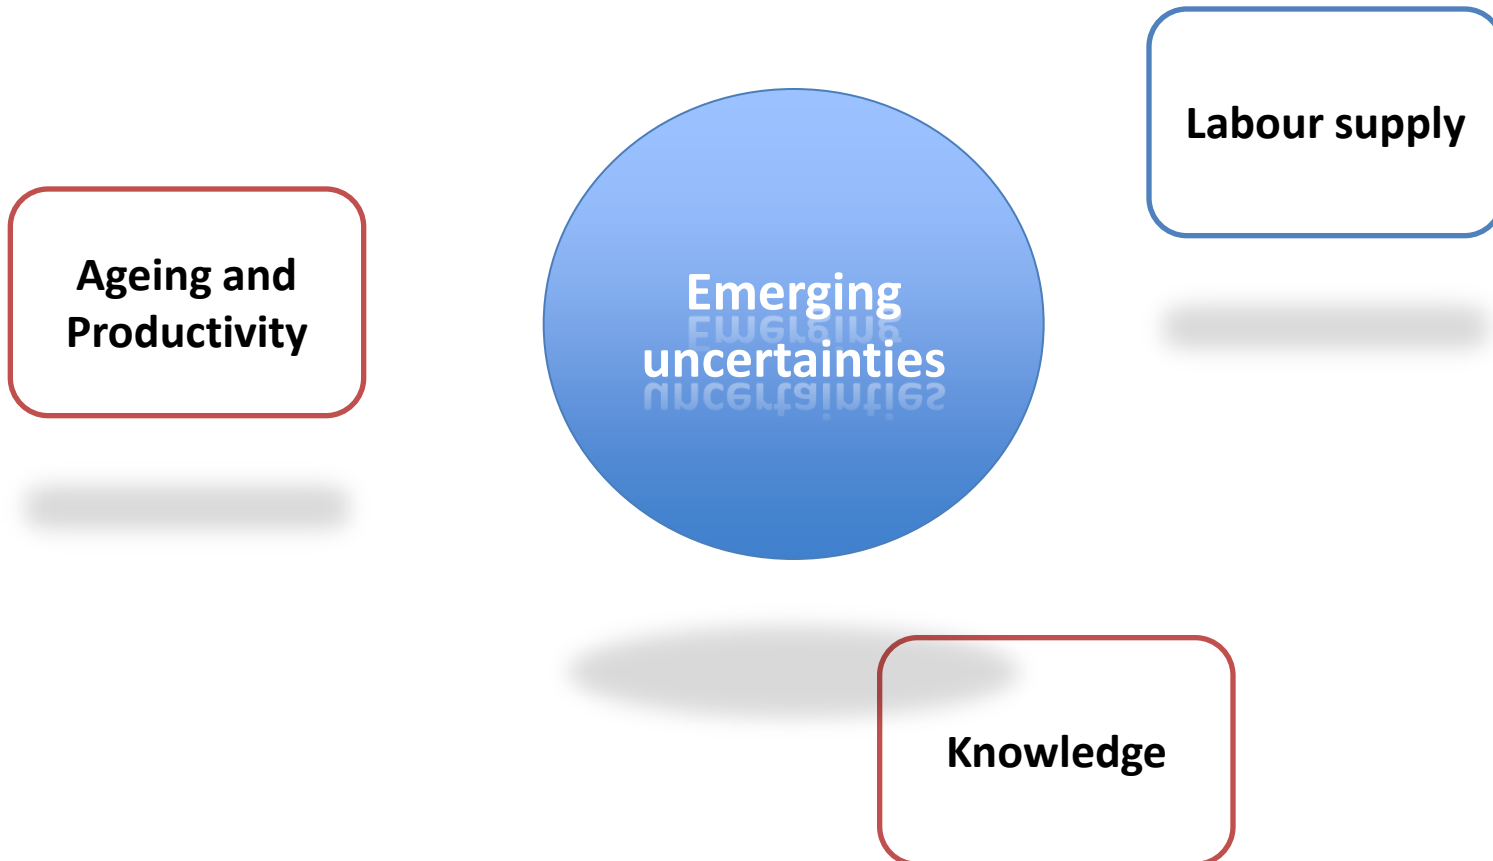 Labour supply
Ageing and
Productivity
Emerging
uncertainties
Knowledge